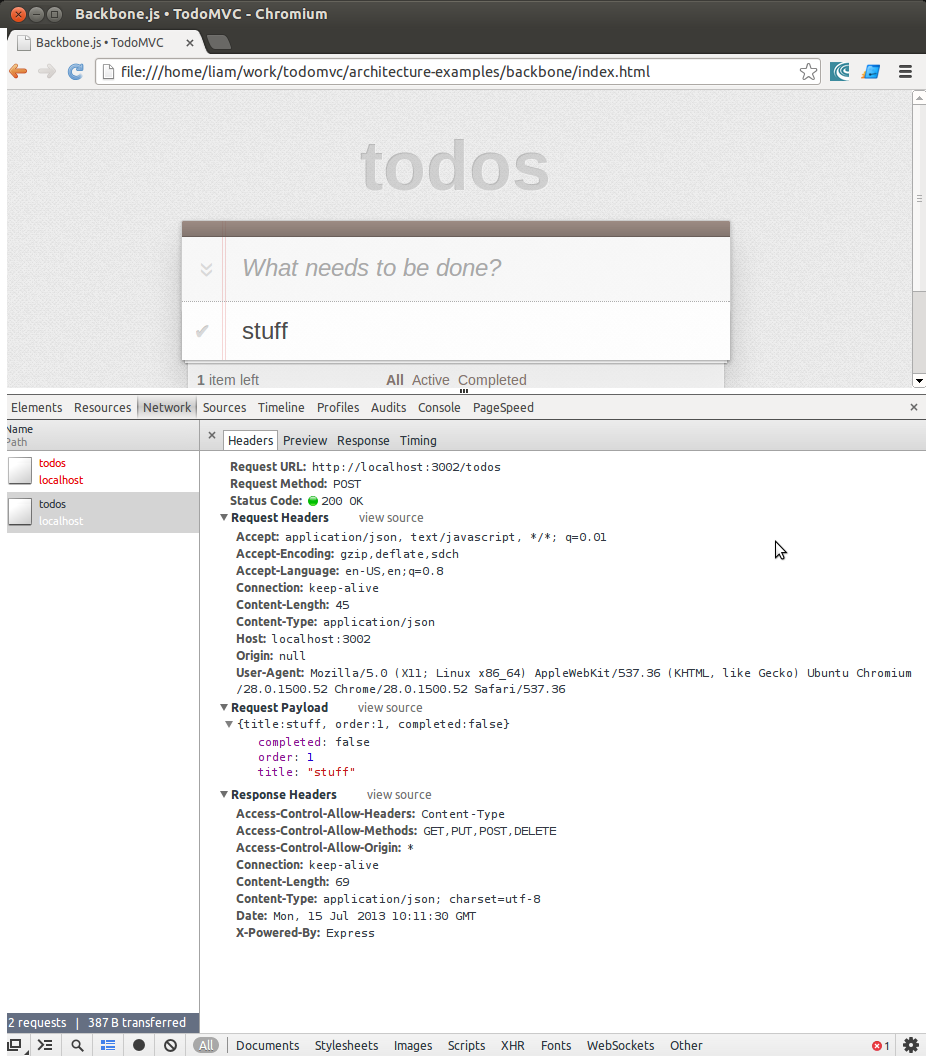 Backbone.js • TodoMVC - Chromium
Backbone.js • TodoMVC ×
file:///home/liam/work/todomvc/architecture-examples/backbone/index.html
todos
What needs to be done?
stuff
1 item left All Active Completed
Elements Resources Network Sources Timeline Profiles Audits Console PageSpeed ×
Name
Path
× Headers Preview Response Timing
todos
localhost
todos
localhost
Request URL: http://localhost:3002/todos
Request Method: POST
Status Code: 200 OK
Request Headers view source
Accept: application/json, text/javascript, */*; q=0.01
Accept-Encoding: gzip,deflate,sdch
Accept-Language: en-US,en;q=0.8
Connection: keep-alive
Content-Length: 45
Content-Type: application/json
Host: localhost:3002
Origin: null
User-Agent: Mozilla/5.0 (X11; Linux x86_64) AppleWebKit/537.36 (KHTML, like Gecko) Ubuntu Chromium
/28.0.1500.52 Chrome/28.0.1500.52 Safari/537.36
Request Payload view source
{title:stuff, order:1, completed:false}
completed: false
order: 1
title: "stuff"
Response Headers view source
Access-Control-Allow-Headers: Content-Type
Access-Control-Allow-Methods: GET,PUT,POST,DELETE
Access-Control-Allow-Origin: *
Connection: keep-alive
Content-Length: 69
Content-Type: application/json; charset=utf-8
Date: Mon, 15 Jul 2013 10:11:30 GMT
X-Powered-By: Express
2 requests | 387 B transferred
All Documents Stylesheets Images Scripts XHR Fonts WebSockets Other 1